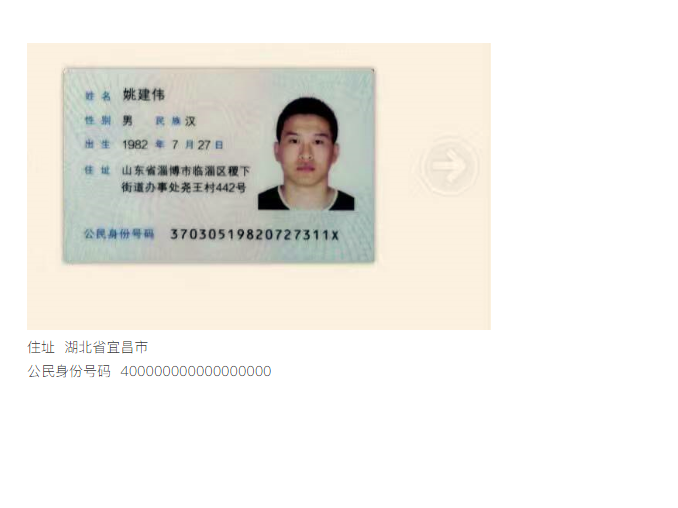 姓名 姚建伟
性别 男 民族 汉
出生 1982 年 7 月 27 日
住址 山东省淄博市临淄区稷下
街道办事处尧王村442号
公民身份号码 37030519820727311X
住址 湖北省宜昌市
公民身份号码 400000000000000000